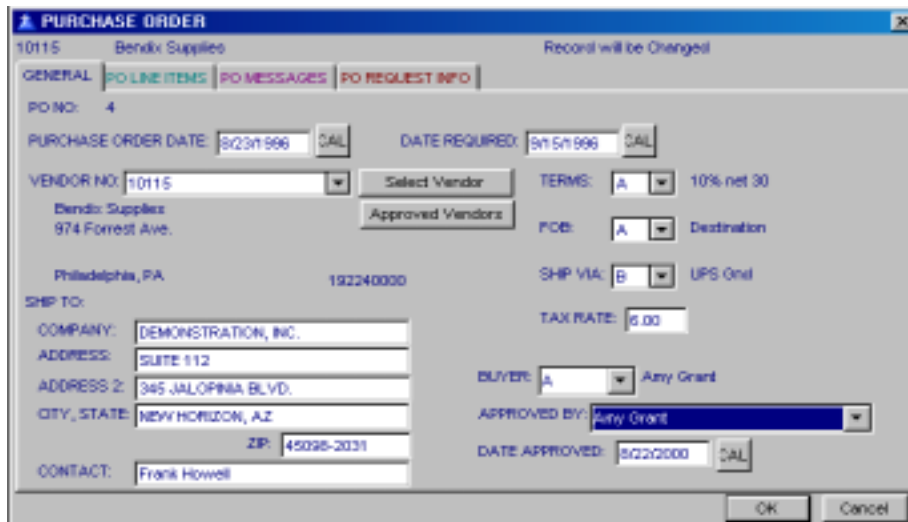 PURCHASE ORDER
10115 Bendix Supplies Record will be Changed
GENERAL PO LINE ITEMS PO MESSAGES PO REQUEST INFO
PO NO: 4
PURCHASE ORDER DATE: 8/23/1996 CAL DATE REQUIRED: 9/15/1996 CAL
VENDOR NO: 10115 Select Vendor TERMS: A 10% net 30
Bendix Supplies Approved Vendors
974 Forrest Ave. FOB: A Destination
Philadelphia, PA 192240000 SHIP VIA: B UPS Gnd
SHIP TO:
TAX RATE: 6.00
COMPANY: DEMONSTRATION, INC.
ADDRESS: SUITE 112
ADDRESS 2: 345 JALOPINIA BLVD. BUYER: A Amy Grant
CITY, STATE: NEW HORIZON, AZ APPROVED BY: Amy Grant
ZIP: 45098-2031 DATE APPROVED: 8/22/2000 CAL
CONTACT: Frank Howell
OK Cancel